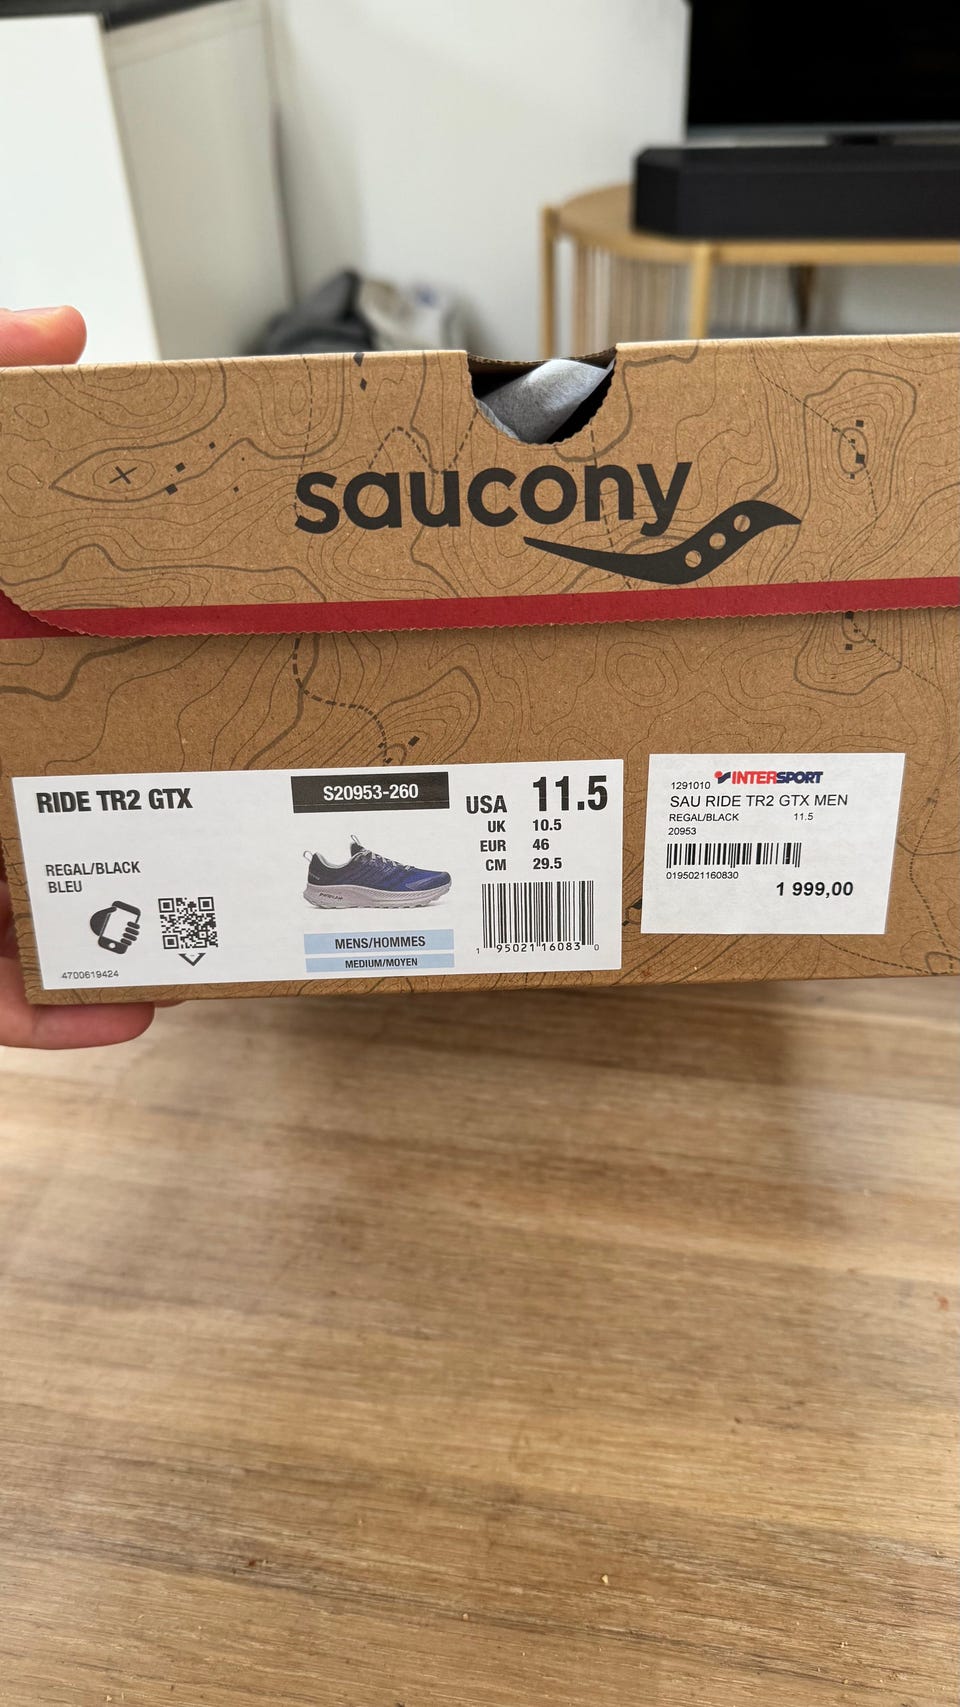 saucony
RIDE TR2 GTX
S20953-260
USA 11.5
UK 10.5
EUR 46
CM 29.5
REGAL/BLACK
BLEU
MENS/HOMMES
MEDIUM/MOYEN
4700619424
1 95021 16083 0
1291010 INTERSPORT
SAU RIDE TR2 GTX MEN
REGAL/BLACK 11.5
20953
0195021160830
1 999,00